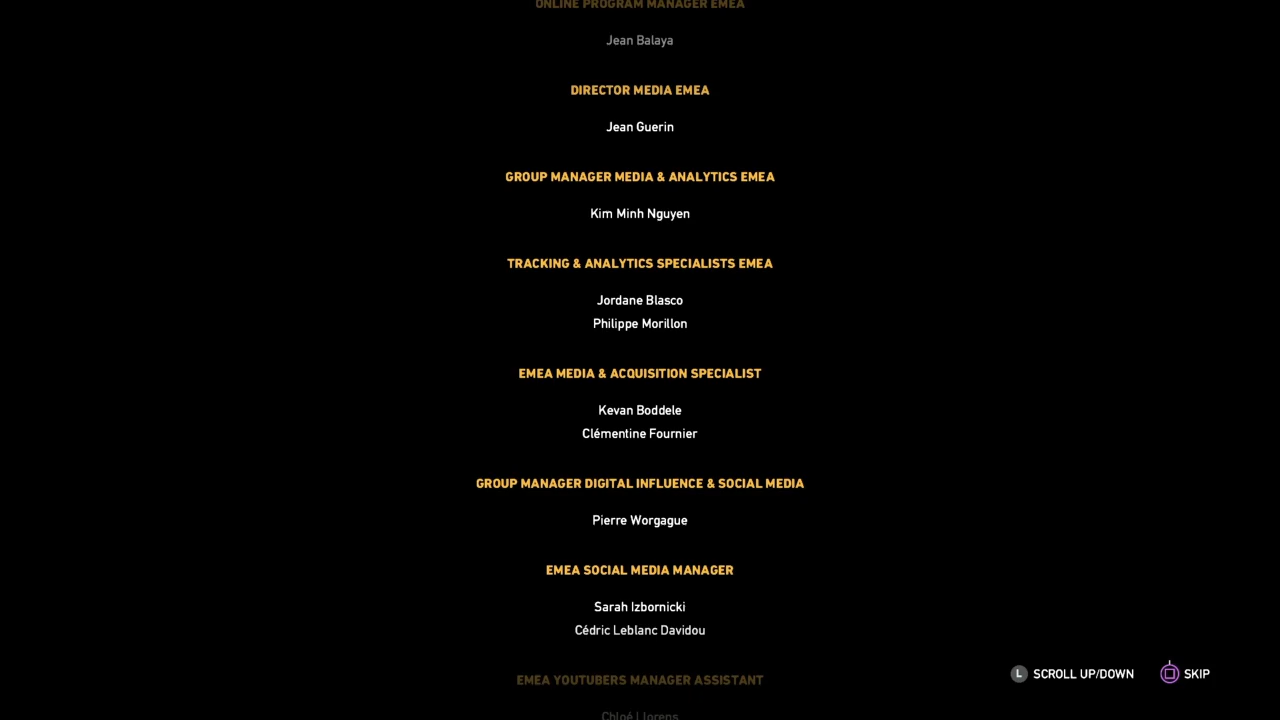 ONLINE PROGRAM MANAGER EMEA
Jean Balaya
DIRECTOR MEDIA EMEA
Jean Guerin
GROUP MANAGER MEDIA & ANALYTICS EMEA
Kim Minh Nguyen
TRACKING & ANALYTICS SPECIALISTS EMEA
Jordane Blasco
Philippe Morillon
EMEA MEDIA & ACQUISITION SPECIALIST
Kevan Boddele
Clémentine Fournier
GROUP MANAGER DIGITAL INFLUENCE & SOCIAL MEDIA
Pierre Worgague
EMEA SOCIAL MEDIA MANAGER
Sarah Izbornicki
Cédric Leblanc Davidou
L SCROLL UP/DOWN SKIP
EMEA YOUTUBERS MANAGER ASSISTANT
Chloé Llorens